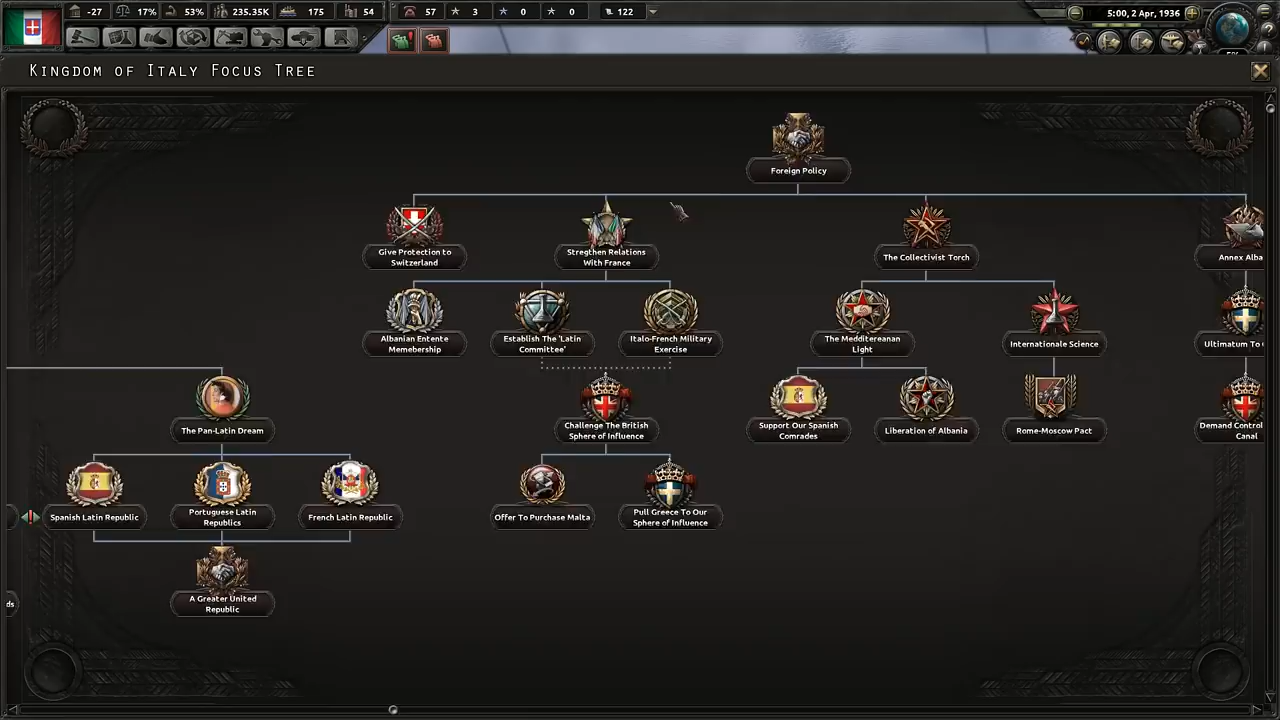 -27
17%
53%
235.35K
175
54
57
3
0
0
122
5:00, 2 Apr, 1936
Kingdom of Italy Focus Tree
Foreign Policy
Give Protection to
Switzerland
Stregthen Relations
With France
The Collectivist Torch
Annex Alba
Albanian Entente
Memebership
Establish The 'Latin
Committee'
Italo-French Military
Exercise
The Medditereanean
Light
Internationale Science
Ultimatum To
The Pan-Latin Dream
Challenge The British
Sphere of Influence
Support Our Spanish
Comrades
Liberation of Albania
Rome-Moscow Pact
Demand Control
Canal
Spanish Latin Republic
Portuguese Latin
Republics
French Latin Republic
Offer To Purchase Malta
Pull Greece To Our
Sphere of Influence
ds
A Greater United
Republic